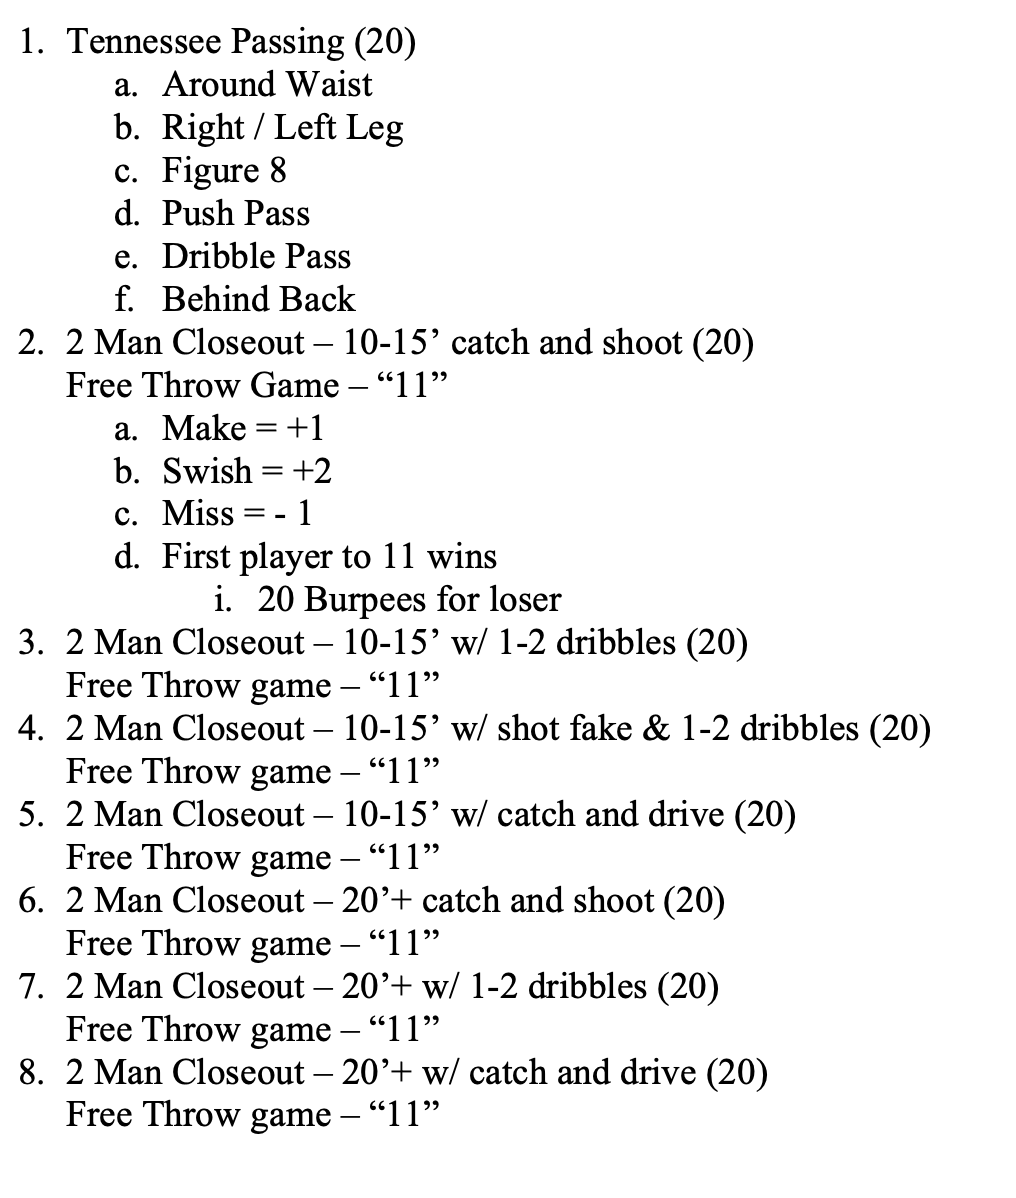 1. Tennessee Passing (20)
a. Around Waist
b. Right / Left Leg
c. Figure 8
d. Push Pass
e. Dribble Pass
f. Behind Back
2. 2 Man Closeout – 10-15’ catch and shoot (20)
Free Throw Game – “11”
a. Make = +1
b. Swish = +2
c. Miss = - 1
d. First player to 11 wins
i. 20 Burpees for loser
3. 2 Man Closeout – 10-15’ w/ 1-2 dribbles (20)
Free Throw game – “11”
4. 2 Man Closeout – 10-15’ w/ shot fake & 1-2 dribbles (20)
Free Throw game – “11”
5. 2 Man Closeout – 10-15’ w/ catch and drive (20)
Free Throw game – “11”
6. 2 Man Closeout – 20’+ catch and shoot (20)
Free Throw game – “11”
7. 2 Man Closeout – 20’+ w/ 1-2 dribbles (20)
Free Throw game – “11”
8. 2 Man Closeout – 20’+ w/ catch and drive (20)
Free Throw game – “11”